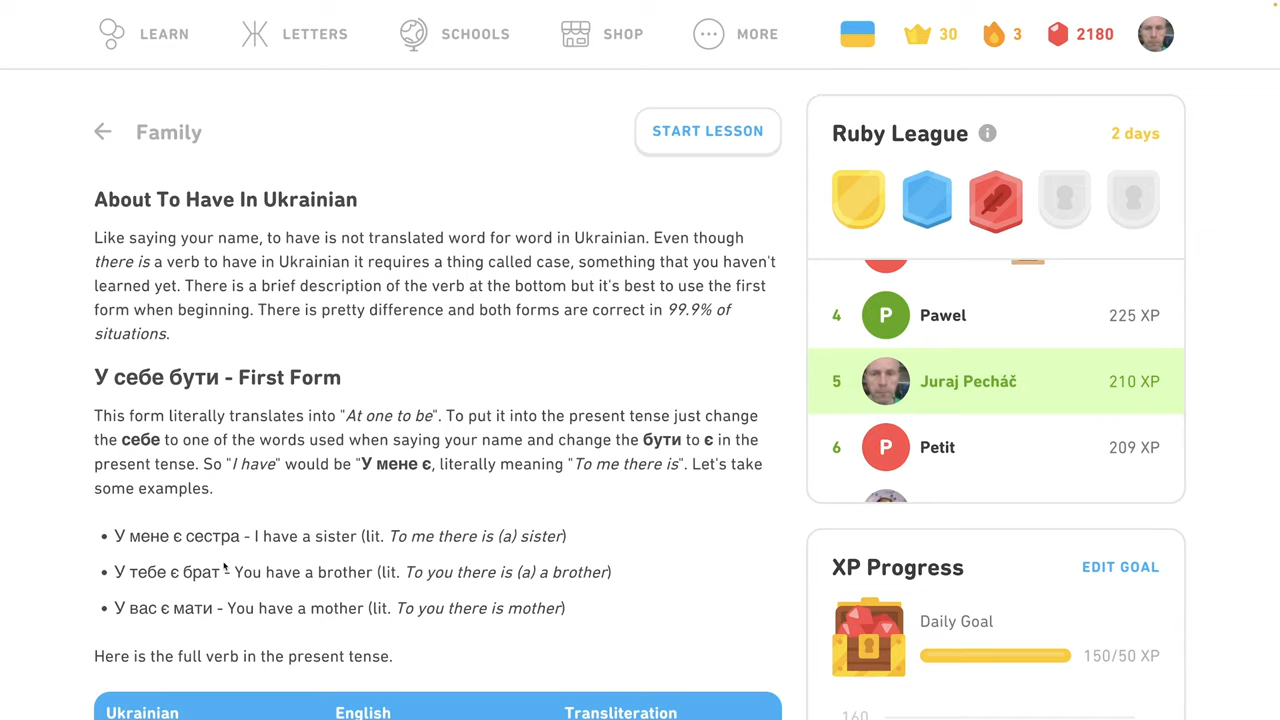 LEARN
LETTERS
SCHOOLS
SHOP
MORE
30
3
2180
Family
START LESSON
About To Have In Ukrainian
Like saying your name, to have is not translated word for word in Ukrainian. Even though
there is a verb to have in Ukrainian it requires a thing called case, something that you haven't
learned yet. There is a brief description of the verb at the bottom but it's best to use the first
form when beginning. There is pretty difference and both forms are correct in 99.9% of
situations.
У себе бути - First Form
This form literally translates into "At one to be". To put it into the present tense just change
the себе to one of the words used when saying your name and change the бути to є in the
present tense. So "I have" would be "У мене є, literally meaning "To me there is". Let's take
some examples.
• У мене є сестра - I have a sister (lit. To me there is (a) sister)
• У тебе є брат - You have a brother (lit. To you there is (a) a brother)
• У вас є мати - You have a mother (lit. To you there is mother)
Here is the full verb in the present tense.
Ukrainian English Transliteration
Ruby League
2 days
4 P Pawel 225 XP
5 Juraj Pecháč 210 XP
6 P Petit 209 XP
XP Progress
EDIT GOAL
Daily Goal
150/50 XP
160